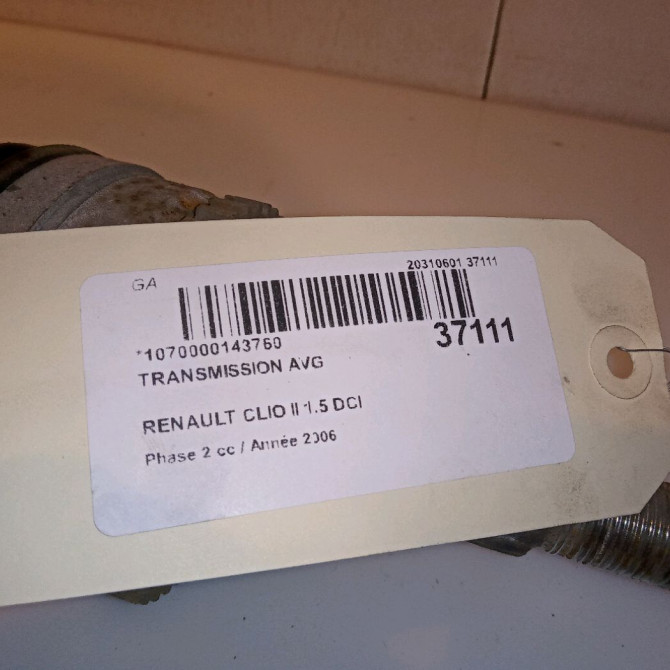 GA
20310601 37111
*1070000143760
37111
TRANSMISSION AVG
RENAULT CLIO II 1.5 DCI
Phase 2 cc / Année 2006